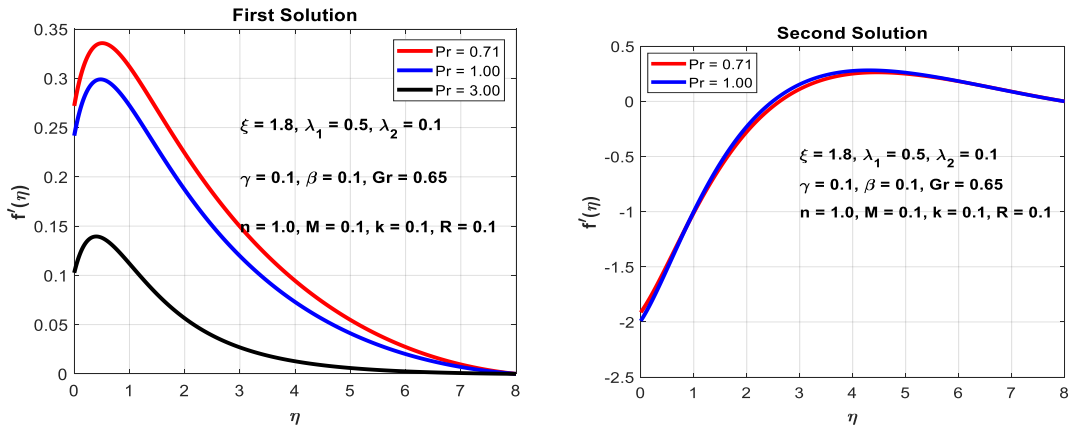 First Solution
0.35
0.3
0.25
0.2
0.15
0.1
0.05
0
f′(η)
Pr = 0.71
Pr = 1.00
Pr = 3.00
ξ = 1.8, λ1 = 0.5, λ2 = 0.1
γ = 0.1, β = 0.1, Gr = 0.65
n = 1.0, M = 0.1, k = 0.1, R = 0.1
0 1 2 3 4 5 6 7 8
η
Second Solution
0.5
0
-0.5
-1
-1.5
-2
-2.5
f′(η)
Pr = 0.71
Pr = 1.00
ξ = 1.8, λ1 = 0.5, λ2 = 0.1
γ = 0.1, β = 0.1, Gr = 0.65
n = 1.0, M = 0.1, k = 0.1, R = 0.1
0 1 2 3 4 5 6 7 8
η